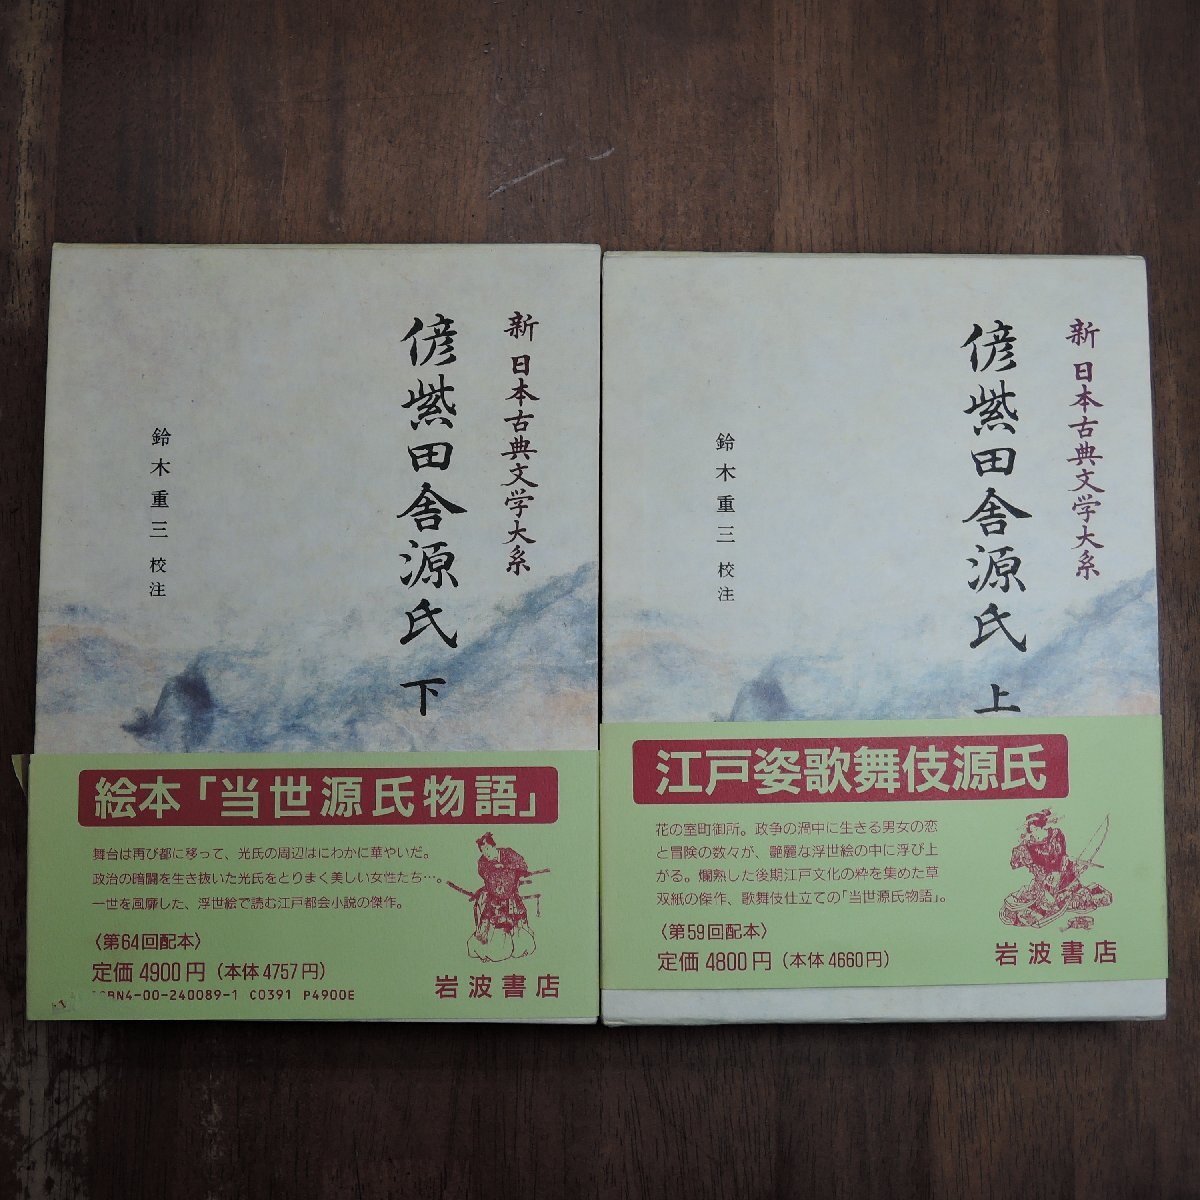 新 日本古典文学大系
偐紫田舎源氏 下
鈴木重三 校注
絵本「当世源氏物語」
舞台は再び都に移って、光氏の周辺はにわかに華やいだ。
政治の暗闘を生き抜いた光氏をとりまく美しい女性たち…。
一世を風靡した、浮世絵で読む江戸都会小説の傑作。
〈第64回配本〉
定価 4900円(本体 4757円)
ISBN4-00-240089-1 C0391 P4900E
岩波書店
新 日本古典文学大系
偐紫田舎源氏 上
鈴木重三 校注
江戸姿歌舞伎源氏
花の室町御所。政争の渦中に生きる男女の恋
と冒険の数々が、艶麗な浮世絵の中に浮び上
がる。爛熟した後期江戸文化の粋を集めた草
双紙の傑作、歌舞伎仕立ての「当世源氏物語」。
〈第59回配本〉
定価 4800円(本体 4660円)
岩波書店